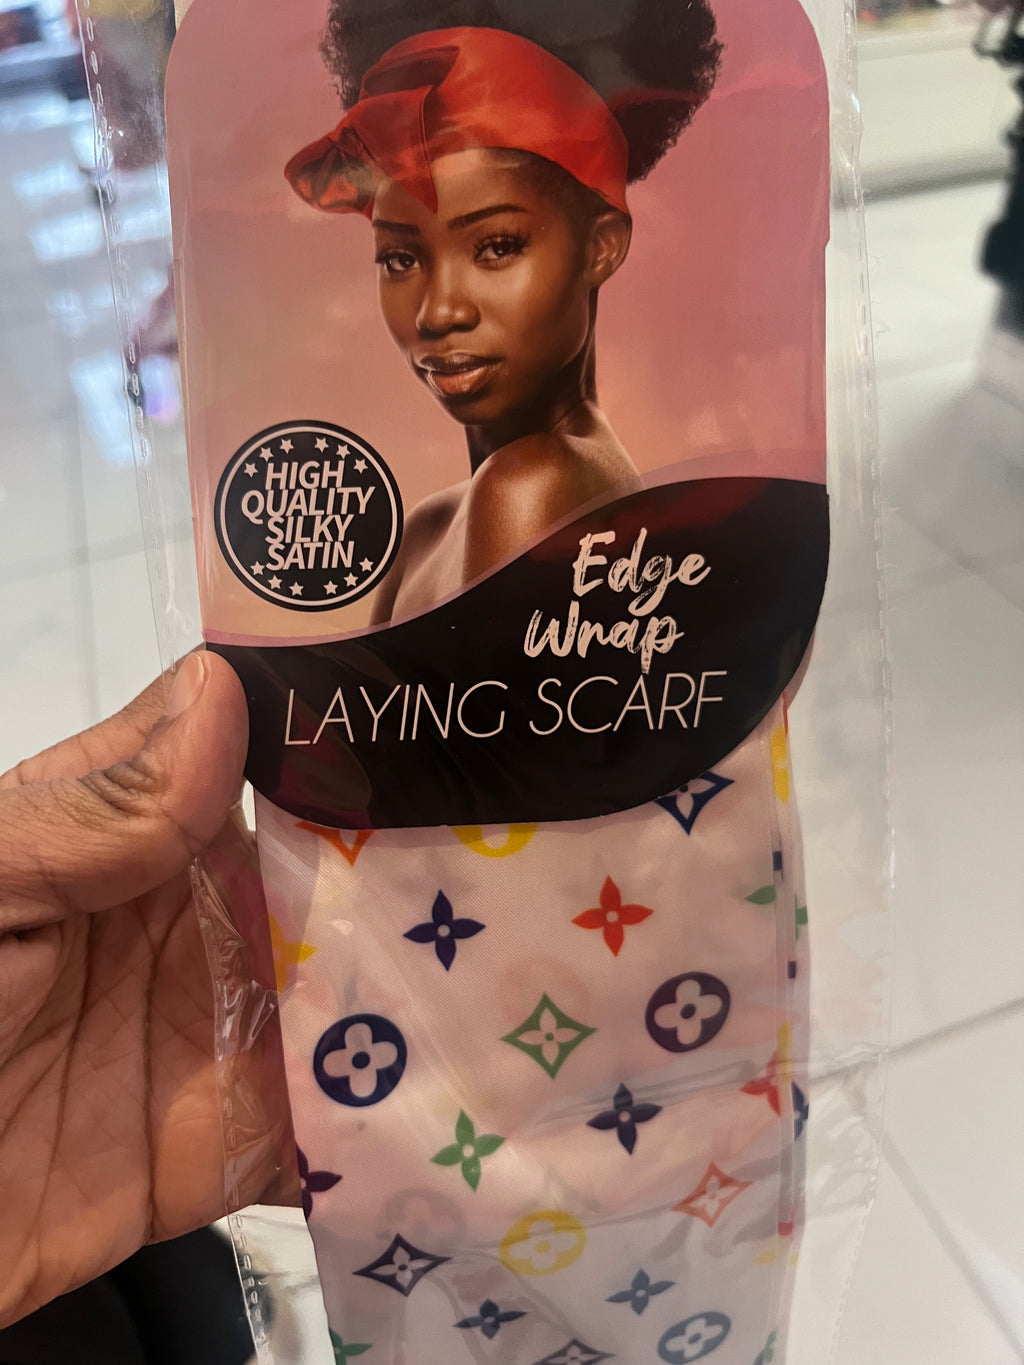 HIGH
QUALITY
SILKY
SATIN
Edge
Wrap
LAYING SCARF